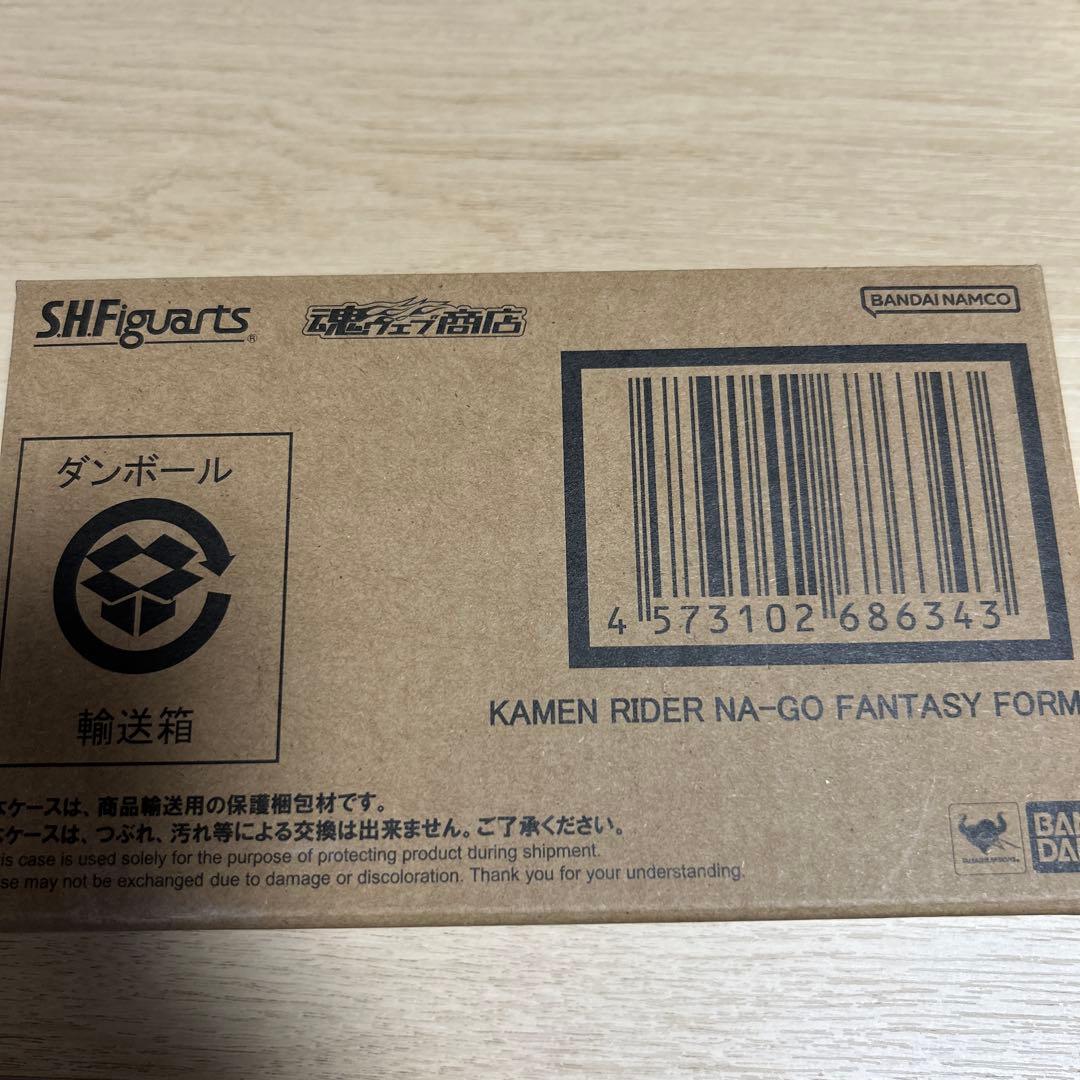 S.H.Figuarts®
魂ウェブ商店
BANDAI NAMCO
ダンボール
輸送箱
4 573102 686343
KAMEN RIDER NA-GO FANTASY FORM
ケースは、商品輸送用の保護梱包材です。
ケースは、つぶれ、汚れ等による交換は出来ません。ご了承ください。
is case is used solely for the purpose of protecting product during shipment.
se may not be exchanged due to damage or discoloration. Thank you for your understanding.
TAMASHII NATIONS
BAN
DAI